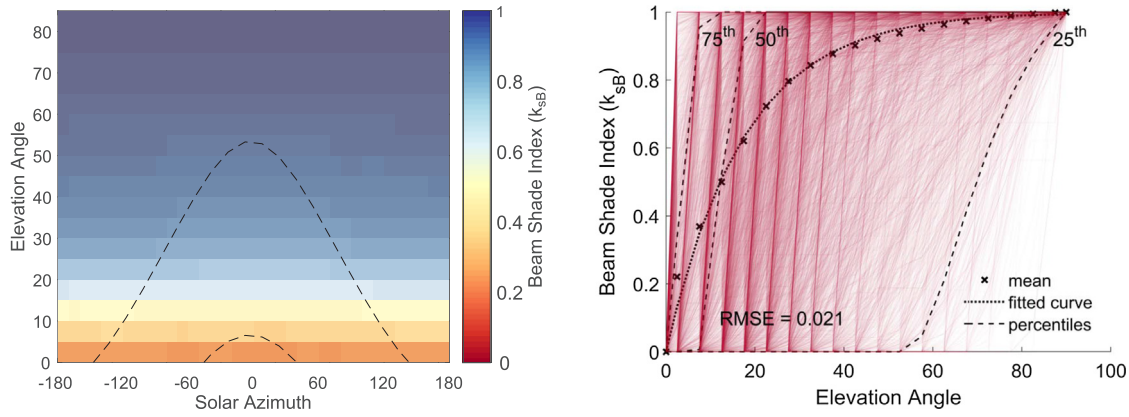 80
70
60
50
40
30
20
10
0
Elevation Angle
-180 -120 -60 0 60 120 180
Solar Azimuth
1
0.8
0.6
0.4
0.2
0
Beam Shade Index (ksB)
1
0.8
0.6
0.4
0.2
0
Beam Shade Index (ksB)
75th 50th 25th
mean
fitted curve
percentiles
RMSE = 0.021
0 20 40 60 80 100
Elevation Angle